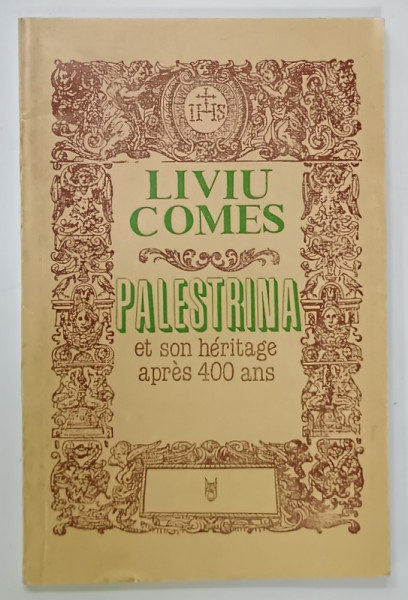 IHS
LIVIU
COMES
PALESTRINA
et son héritage
après 400 ans